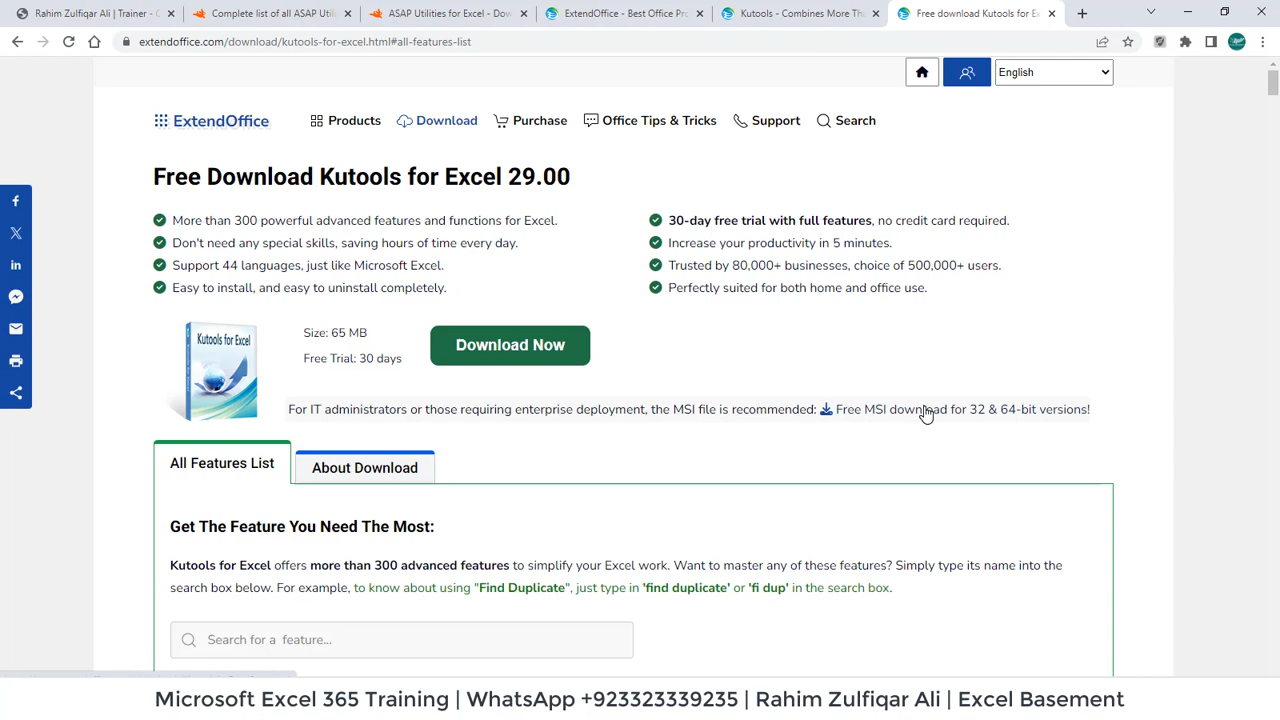 Rahim Zulfiqar Ali | Trainer - C
Complete list of all ASAP Utili
ASAP Utilities for Excel - Dow
ExtendOffice - Best Office Pro
Kutools - Combines More Th
Free download Kutools for E
extendoffice.com/download/kutools-for-excel.html#all-features-list
English
ExtendOffice
Products
Download
Purchase
Office Tips & Tricks
Support
Search
Free Download Kutools for Excel 29.00
More than 300 powerful advanced features and functions for Excel.
30-day free trial with full features, no credit card required.
Don't need any special skills, saving hours of time every day.
Increase your productivity in 5 minutes.
Support 44 languages, just like Microsoft Excel.
Trusted by 80,000+ businesses, choice of 500,000+ users.
Easy to install, and easy to uninstall completely.
Perfectly suited for both home and office use.
Kutools for Excel
Size: 65 MB
Free Trial: 30 days
Download Now
For IT administrators or those requiring enterprise deployment, the MSI file is recommended: Free MSI download for 32 & 64-bit versions!
All Features List
About Download
Get The Feature You Need The Most:
Kutools for Excel offers more than 300 advanced features to simplify your Excel work. Want to master any of these features? Simply type its name into the
search box below. For example, to know about using "Find Duplicate", just type in 'find duplicate' or 'fi dup' in the search box.
Search for a feature...
Microsoft Excel 365 Training | WhatsApp +923323339235 | Rahim Zulfiqar Ali | Excel Basement